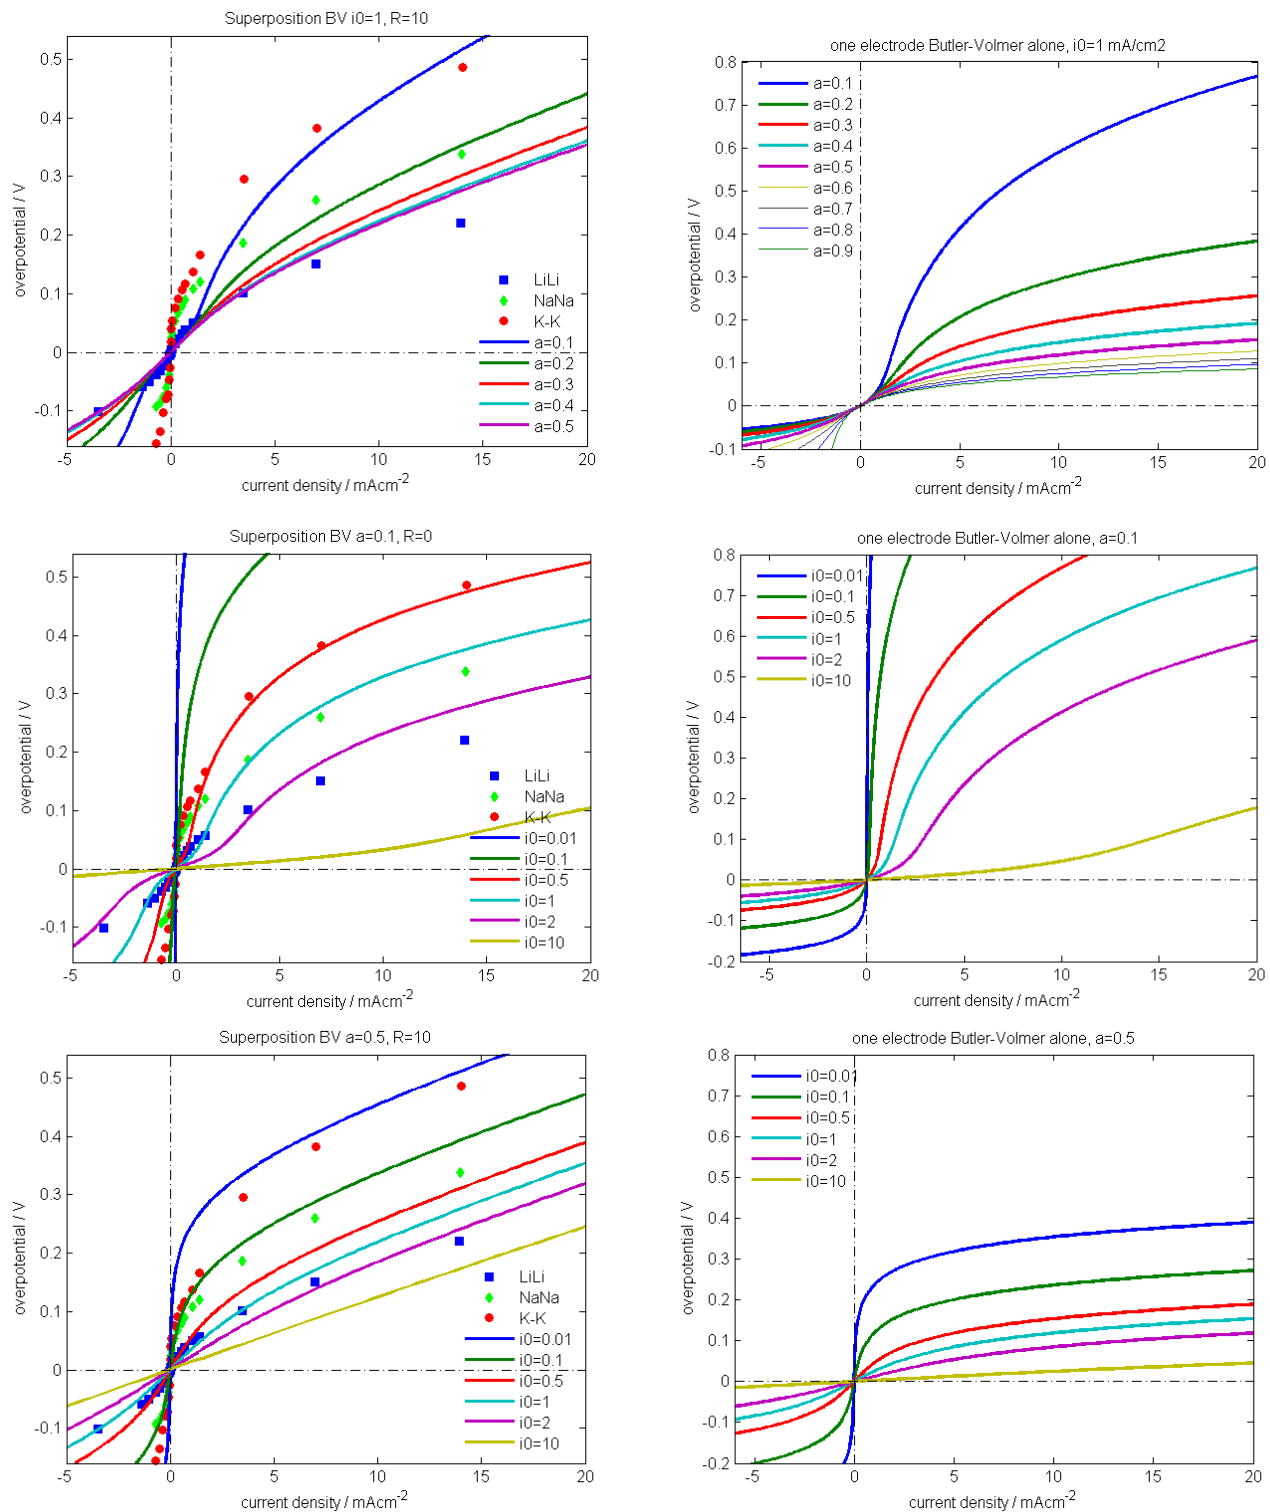 Superposition BV i0=1, R=10
overpotential / V
0.5
0.4
0.3
0.2
0.1
0
-0.1
LiLi
NaNa
K-K
a=0.1
a=0.2
a=0.3
a=0.4
a=0.5
-5 0 5 10 15 20
current density / mAcm-2
one electrode Butler-Volmer alone, i0=1 mA/cm2
overpotential / V
0.8
0.7
0.6
0.5
0.4
0.3
0.2
0.1
0
-0.1
a=0.1
a=0.2
a=0.3
a=0.4
a=0.5
a=0.6
a=0.7
a=0.8
a=0.9
-5 0 5 10 15 20
current density / mAcm-2
Superposition BV a=0.1, R=0
overpotential / V
0.5
0.4
0.3
0.2
0.1
0
-0.1
LiLi
NaNa
K-K
i0=0.01
i0=0.1
i0=0.5
i0=1
i0=2
i0=10
-5 0 5 10 15 20
current density / mAcm-2
one electrode Butler-Volmer alone, a=0.1
overpotential / V
0.8
0.7
0.6
0.5
0.4
0.3
0.2
0.1
0
-0.1
-0.2
i0=0.01
i0=0.1
i0=0.5
i0=1
i0=2
i0=10
-5 0 5 10 15 20
current density / mAcm-2
Superposition BV a=0.5, R=10
overpotential / V
0.5
0.4
0.3
0.2
0.1
0
-0.1
LiLi
NaNa
K-K
i0=0.01
i0=0.1
i0=0.5
i0=1
i0=2
i0=10
-5 0 5 10 15 20
current density / mAcm-2
one electrode Butler-Volmer alone, a=0.5
overpotential / V
0.8
0.7
0.6
0.5
0.4
0.3
0.2
0.1
0
-0.1
-0.2
i0=0.01
i0=0.1
i0=0.5
i0=1
i0=2
i0=10
-5 0 5 10 15 20
current density / mAcm-2